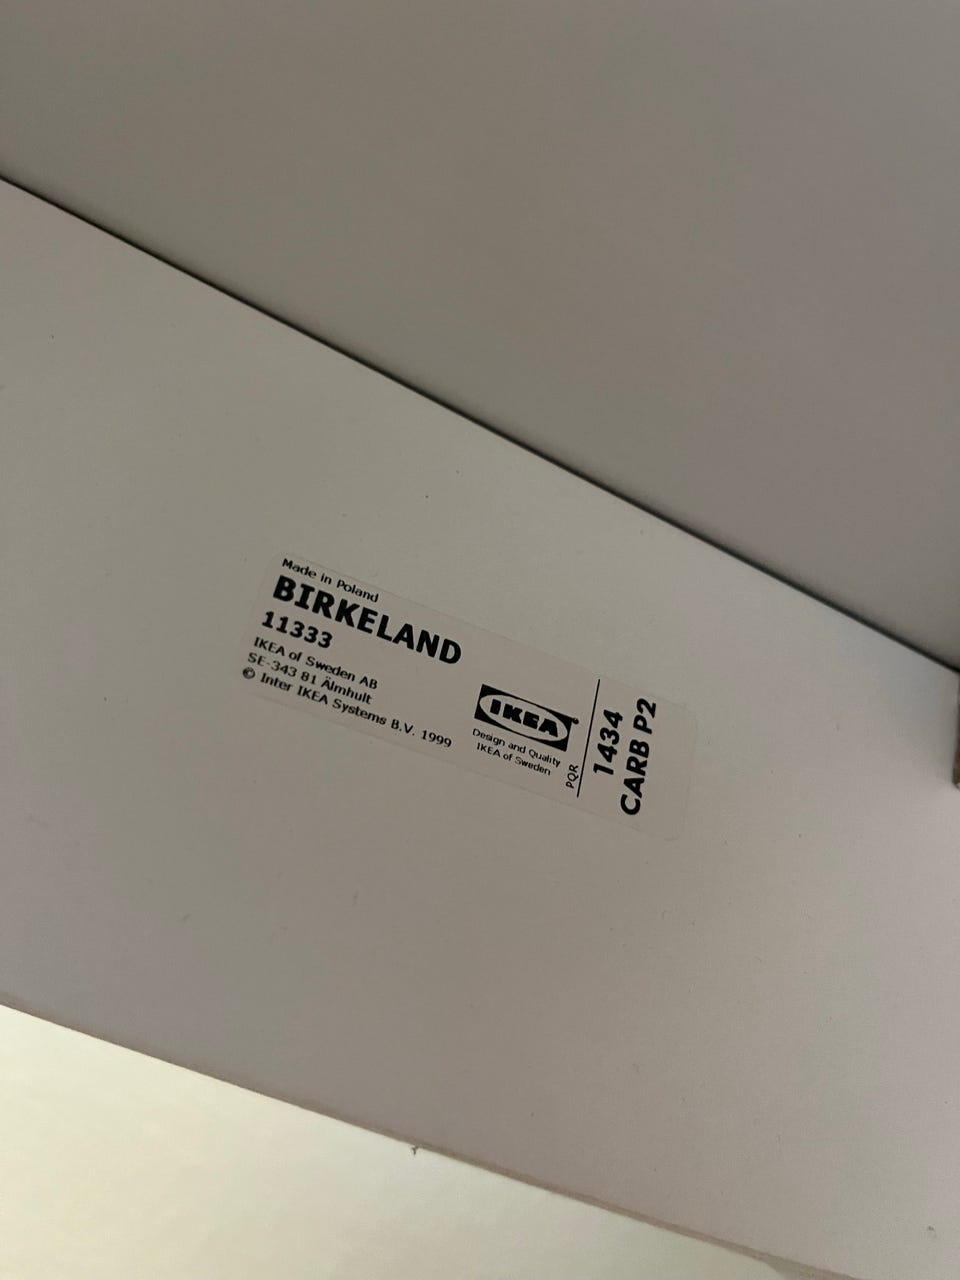 Made in Poland
BIRKELAND
11333
IKEA of Sweden AB
SE-343 81 Älmhult
© Inter IKEA Systems B.V. 1999
IKEA®
Design and Quality
IKEA of Sweden
PQR
1434
CARB P2